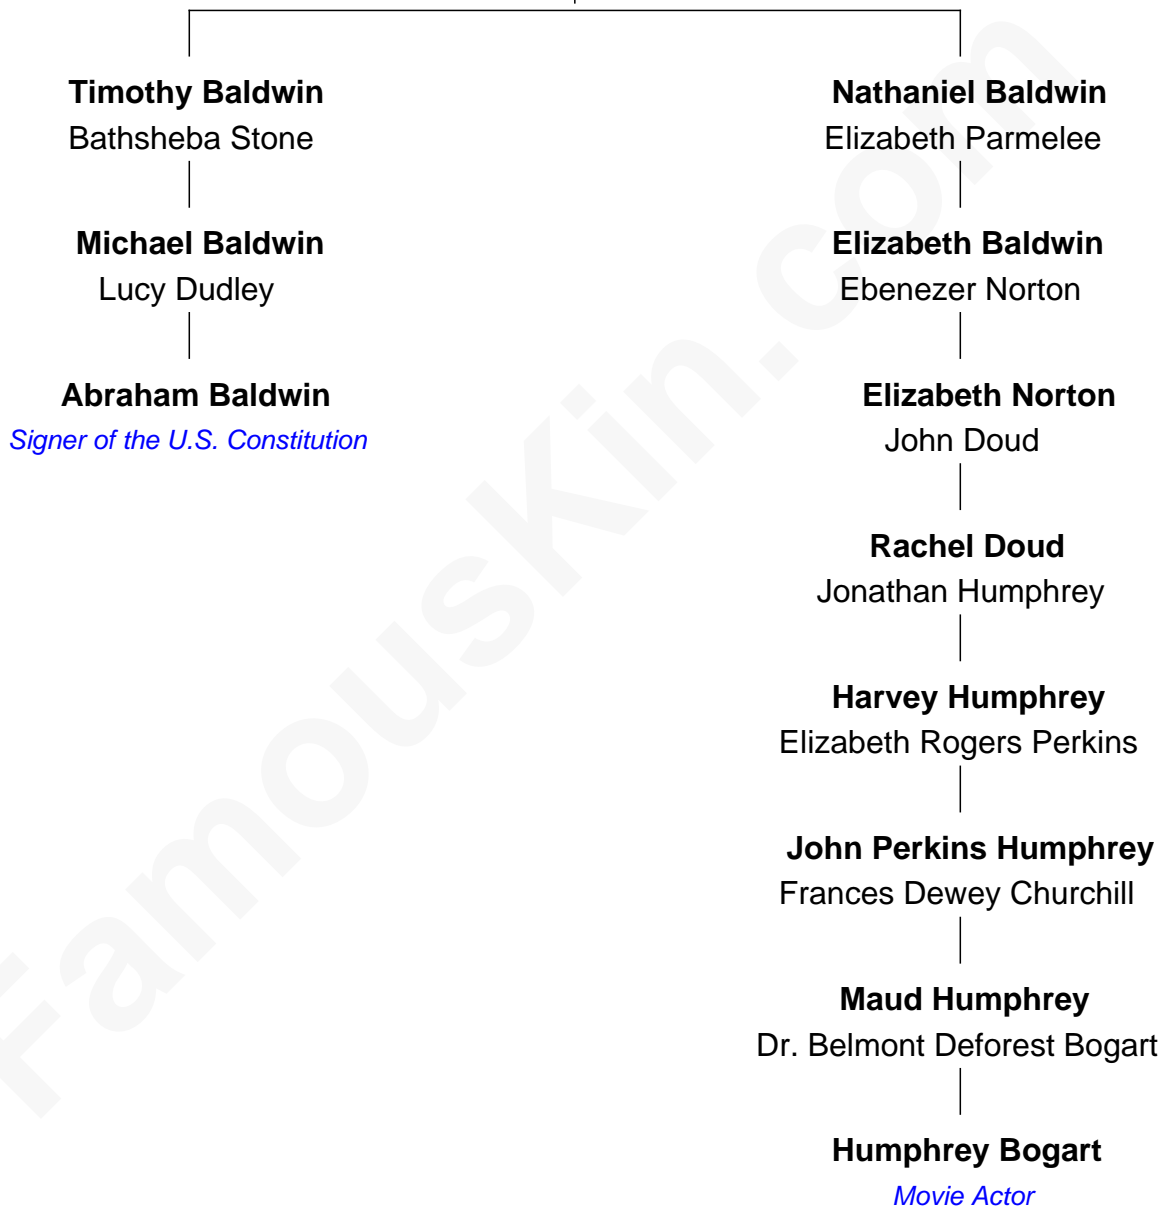 Timothy Baldwin
Bathsheba Stone
Michael Baldwin
Lucy Dudley
Abraham Baldwin
Signer of the U.S. Constitution
Nathaniel Baldwin
Elizabeth Parmelee
Elizabeth Baldwin
Ebenezer Norton
Elizabeth Norton
John Doud
Rachel Doud
Jonathan Humphrey
Harvey Humphrey
Elizabeth Rogers Perkins
John Perkins Humphrey
Frances Dewey Churchill
Maud Humphrey
Dr. Belmont Deforest Bogart
Humphrey Bogart
Movie Actor
FamousKin.com